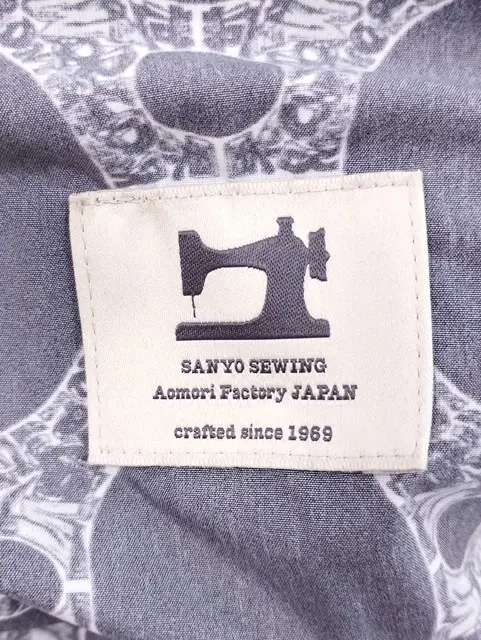 SANYO SEWING
Aomori Factory JAPAN
crafted since 1969